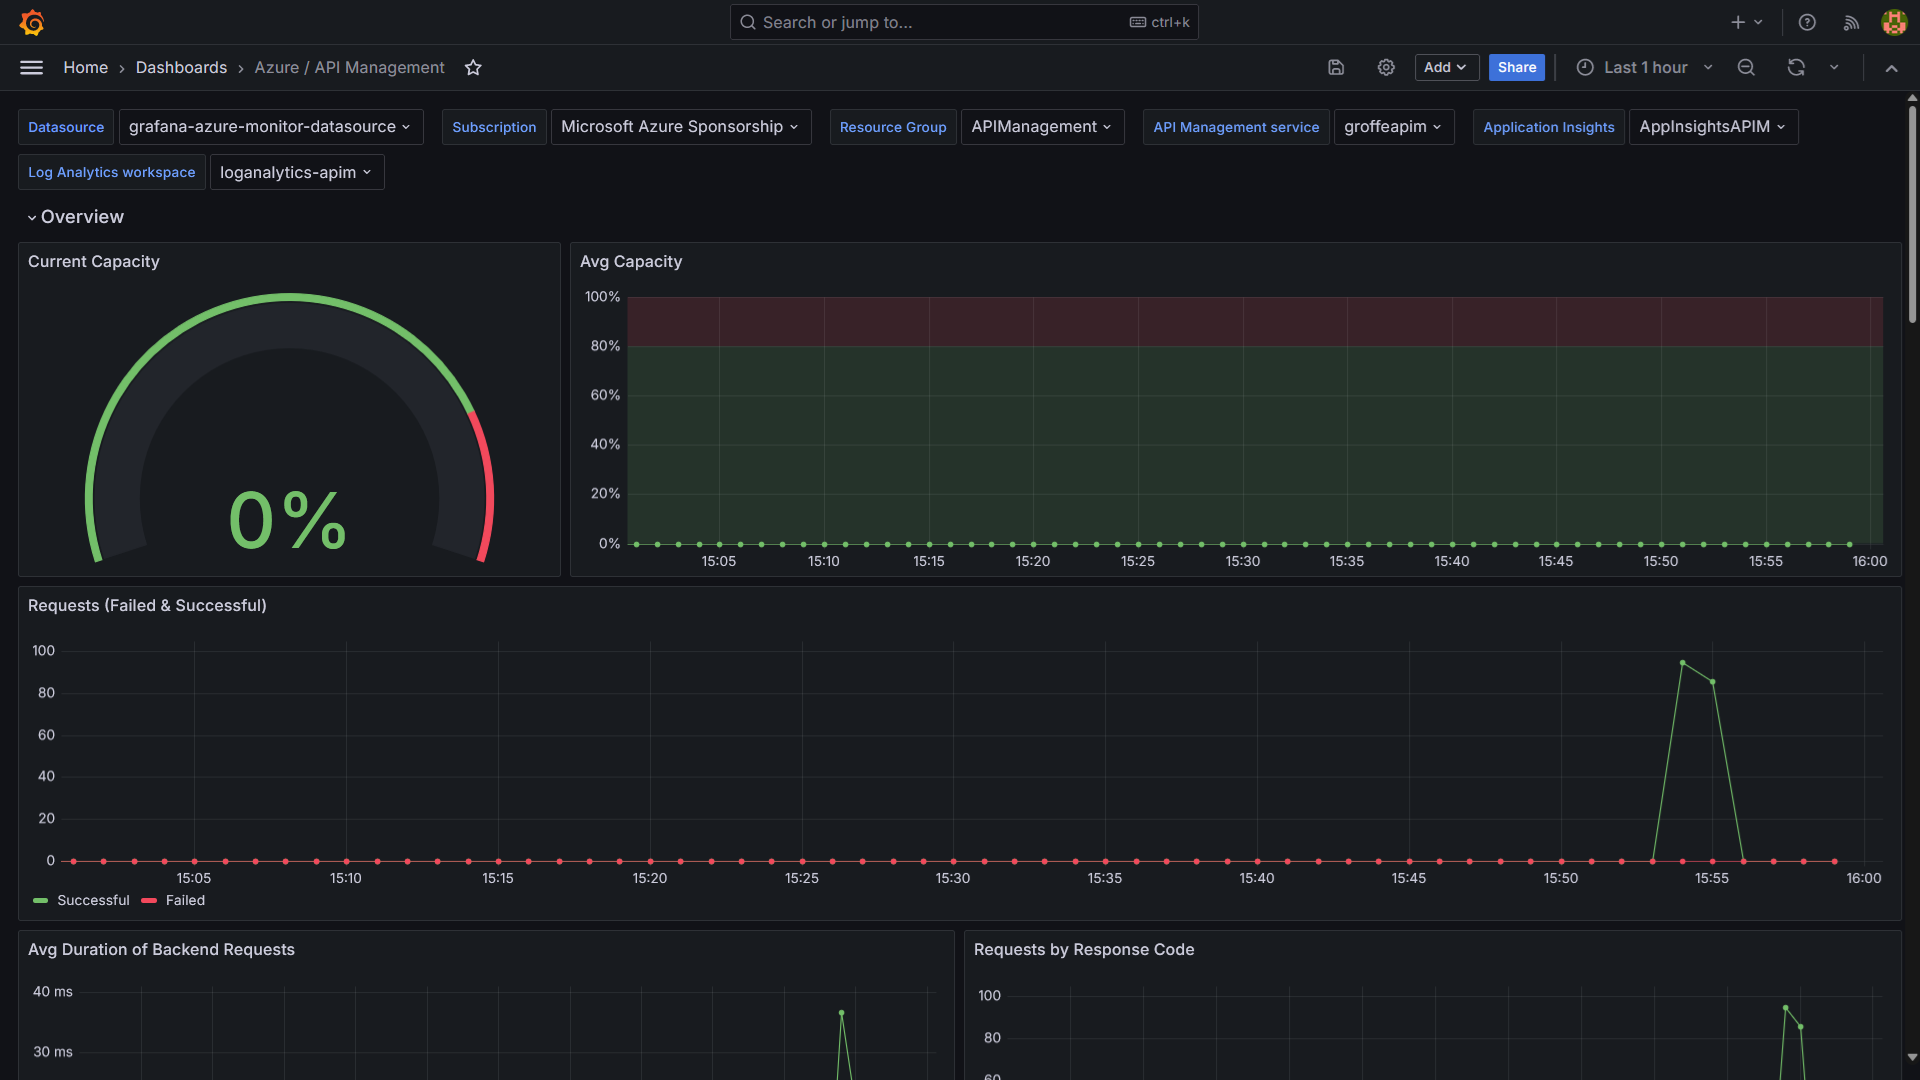 Search or jump to... ctrl+k
Home › Dashboards › Azure / API Management Add Share Last 1 hour
Datasource grafana-azure-monitor-datasource Subscription Microsoft Azure Sponsorship Resource Group APIManagement API Management service groffeapim Application Insights AppInsightsAPIM
Log Analytics workspace loganalytics-apim
Overview
Current Capacity
0%
Avg Capacity
100%
80%
60%
40%
20%
0%
15:05 15:10 15:15 15:20 15:25 15:30 15:35 15:40 15:45 15:50 15:55 16:00
Requests (Failed & Successful)
100
80
60
40
20
0
15:05 15:10 15:15 15:20 15:25 15:30 15:35 15:40 15:45 15:50 15:55 16:00
Successful Failed
Avg Duration of Backend Requests
40 ms
30 ms
Requests by Response Code
100
80
60